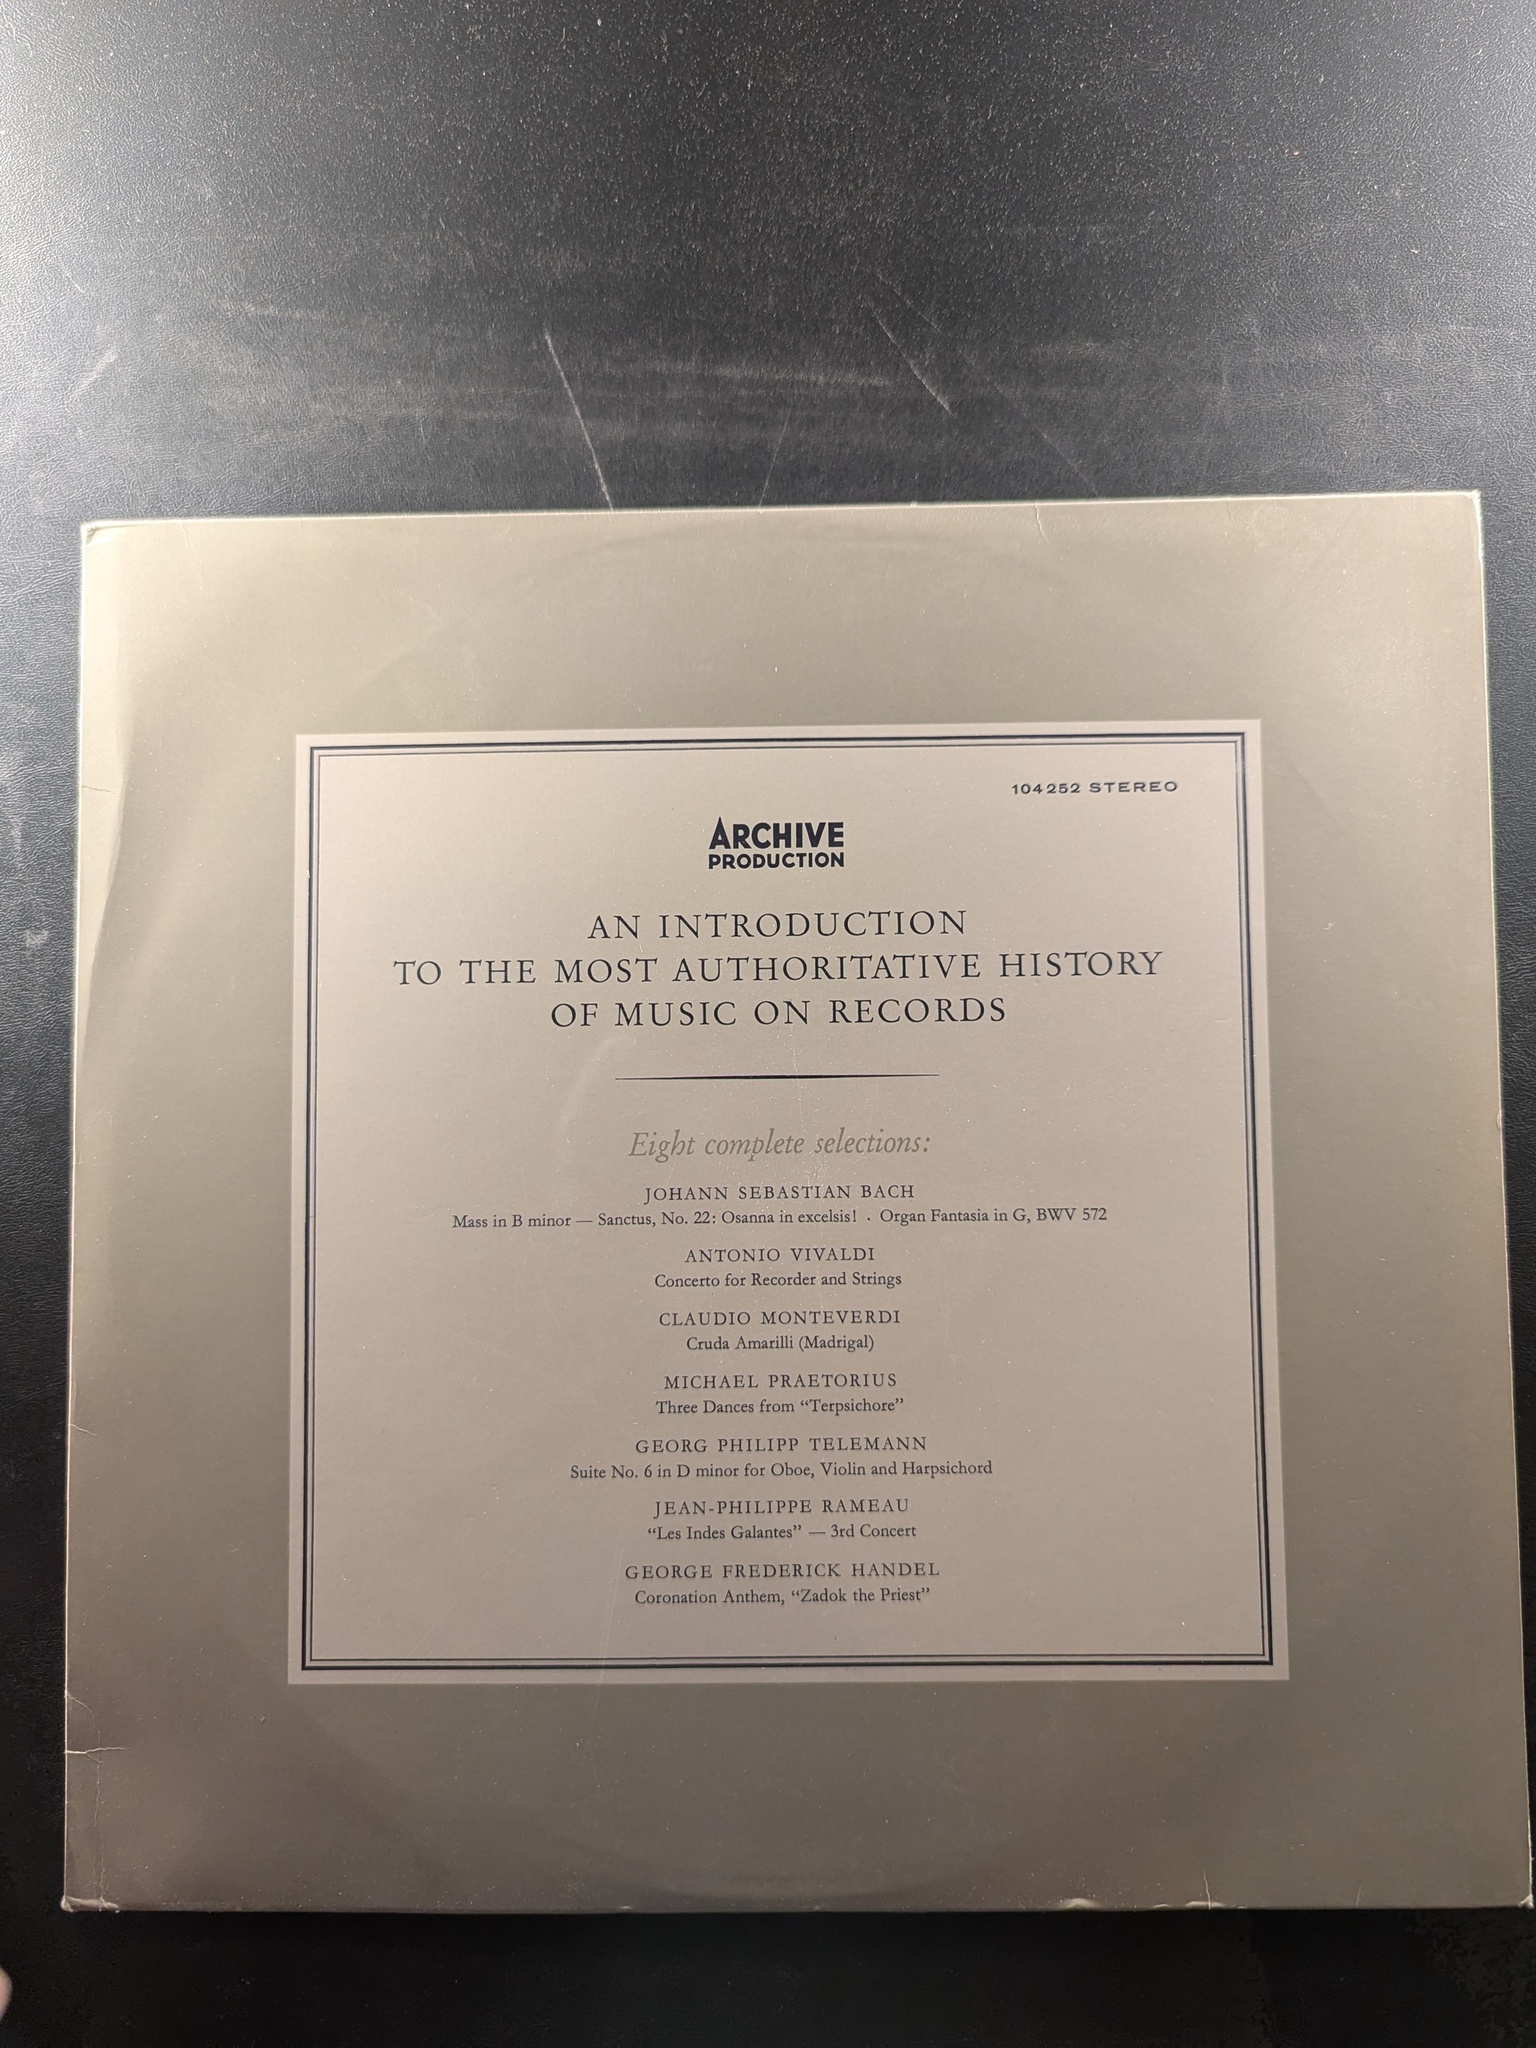 104252 STEREO
ARCHIVE
PRODUCTION
AN INTRODUCTION
TO THE MOST AUTHORITATIVE HISTORY
OF MUSIC ON RECORDS
Eight complete selections:
JOHANN SEBASTIAN BACH
Mass in B minor — Sanctus, No. 22: Osanna in excelsis! · Organ Fantasia in G, BWV 572
ANTONIO VIVALDI
Concerto for Recorder and Strings
CLAUDIO MONTEVERDI
Cruda Amarilli (Madrigal)
MICHAEL PRAETORIUS
Three Dances from “Terpsichore”
GEORG PHILIPP TELEMANN
Suite No. 6 in D minor for Oboe, Violin and Harpsichord
JEAN-PHILIPPE RAMEAU
“Les Indes Galantes” — 3rd Concert
GEORGE FREDERICK HANDEL
Coronation Anthem, “Zadok the Priest”